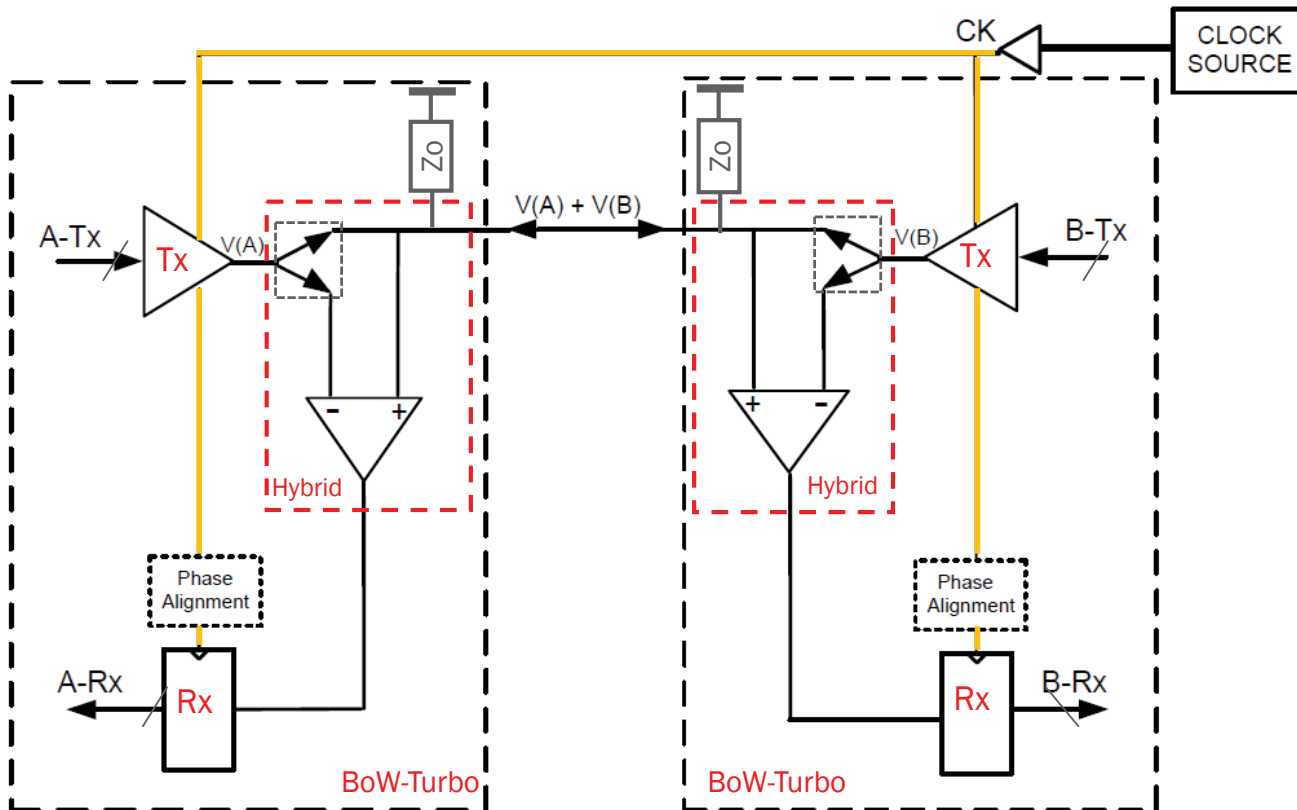 CK
CLOCK
SOURCE
Zo
Zo
V(A) + V(B)
A-Tx
Tx
V(A)
V(B)
Tx
B-Tx
-
+
+
-
Hybrid
Hybrid
Phase
Alignment
Phase
Alignment
A-Rx
Rx
Rx
B-Rx
BoW-Turbo
BoW-Turbo